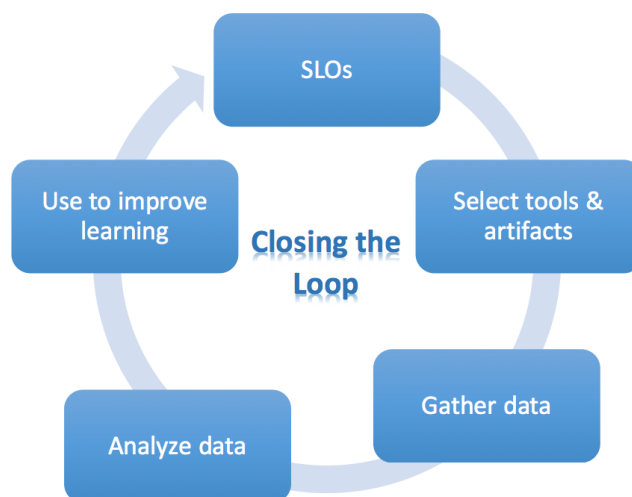 SLOs
Select tools &
artifacts
Gather data
Analyze data
Use to improve
learning
Closing the
Loop